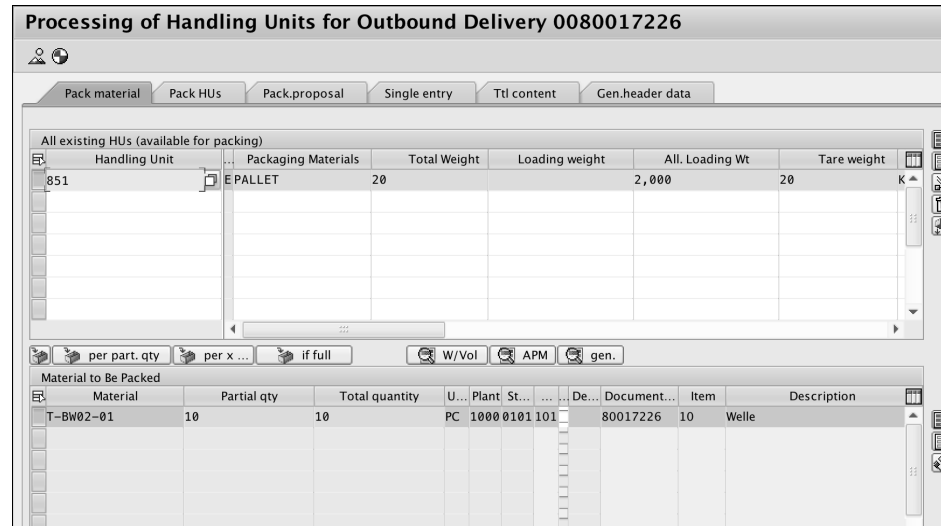 Processing of Handling Units for Outbound Delivery 0080017226
Pack material Pack HUs Pack.proposal Single entry Ttl content Gen.header data
All existing HUs (available for packing)
Handling Unit ... Packaging Materials Total Weight Loading weight All. Loading Wt Tare weight
851 E PALLET 20 2,000 20 K
per part. qty per x ... if full W/Vol APM gen.
Material to Be Packed
Material Partial qty Total quantity U... Plant St... ... ... De... Document... Item Description
T-BW02-01 10 10 PC 1000 0101 101 80017226 10 Welle